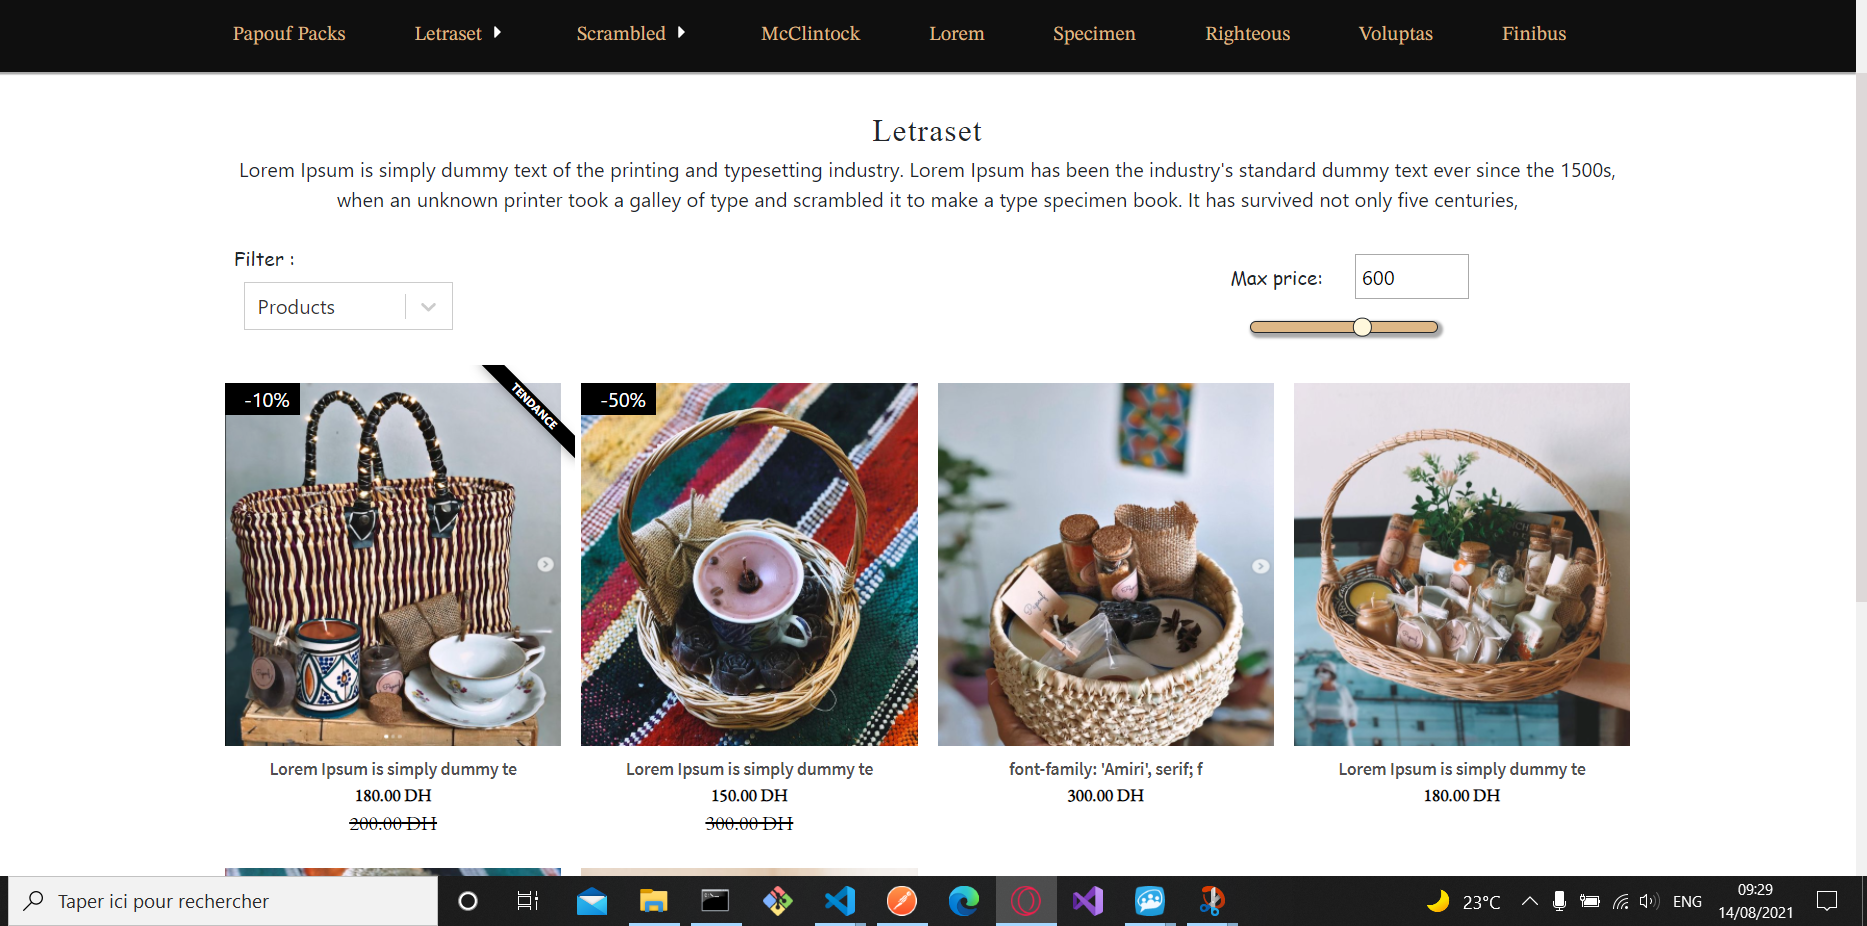 Papouf Packs Letraset Scrambled McClintock Lorem Specimen Righteous Voluptas Finibus
Letraset
Lorem Ipsum is simply dummy text of the printing and typesetting industry. Lorem Ipsum has been the industry's standard dummy text ever since the 1500s,
when an unknown printer took a galley of type and scrambled it to make a type specimen book. It has survived not only five centuries,
Filter :
Products
Max price: 600
-10%
TENDANCE
-50%
Lorem Ipsum is simply dummy te
180.00 DH
200.00 DH
Lorem Ipsum is simply dummy te
150.00 DH
300.00 DH
font-family: 'Amiri', serif; f
300.00 DH
Lorem Ipsum is simply dummy te
180.00 DH
Taper ici pour rechercher
23°C
ENG
09:29
14/08/2021